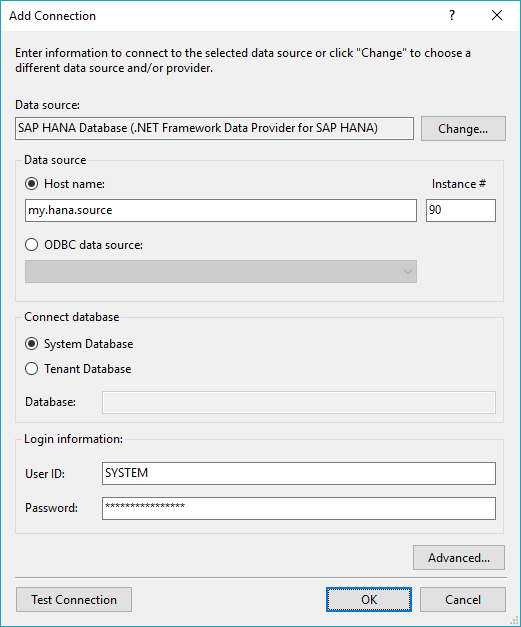 Add Connection
?
Enter information to connect to the selected data source or click "Change" to choose a
different data source and/or provider.
Data source:
SAP HANA Database (.NET Framework Data Provider for SAP HANA)
Change...
Data source
Host name:
Instance #
my.hana.source
90
ODBC data source:
Connect database
System Database
Tenant Database
Database:
Login information:
User ID:
SYSTEM
Password:
****************
Advanced...
Test Connection
OK
Cancel